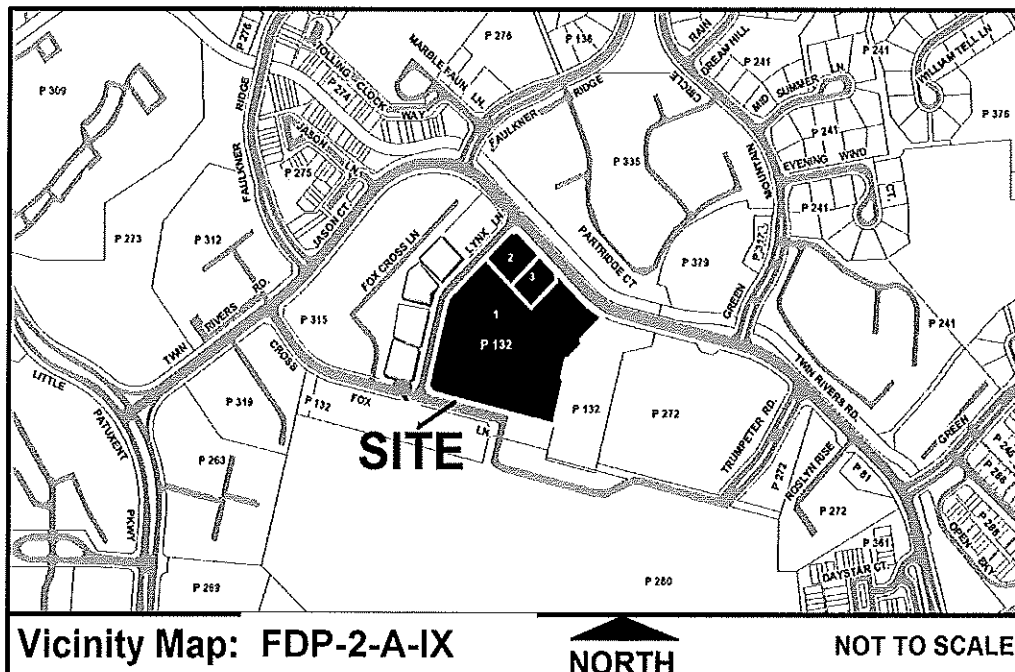 P 276
P 309
TOLLING CLOCK WAY
P 274
MARBLE FAUN LN.
P 276
P 136
RAIN DREAM HILL
P 241
MID SUMMER LN.
P 241
WILLIAM TELL LN
P 376
FAULKNER RIDGE
JASON LN
P 275
JASON CT.
FAULKNER RIDGE CIRCLE
P 335
P 241
EVENING WIND CT.
P 241
P 273
P 312
TWIN RIVERS RD.
FOX CROSS LN
LYNX LN
PARTRIDGE CT
GREEN MOUNTAIN
P 379
P 315
2
3
1
P 132
P 241
LITTLE PATUXENT PKWY
P 319
P 263
CROSS FOX LN
P 132
SITE
P 132
P 272
TRUMPETER RD.
TWIN RIVERS RD.
P 272
ROSLYN RISE
P 81
P 272
GREEN
P 361
DAYSTAR CT.
OPEN SKY
P 269
P 280
Vicinity Map: FDP-2-A-IX
NORTH
NOT TO SCALE